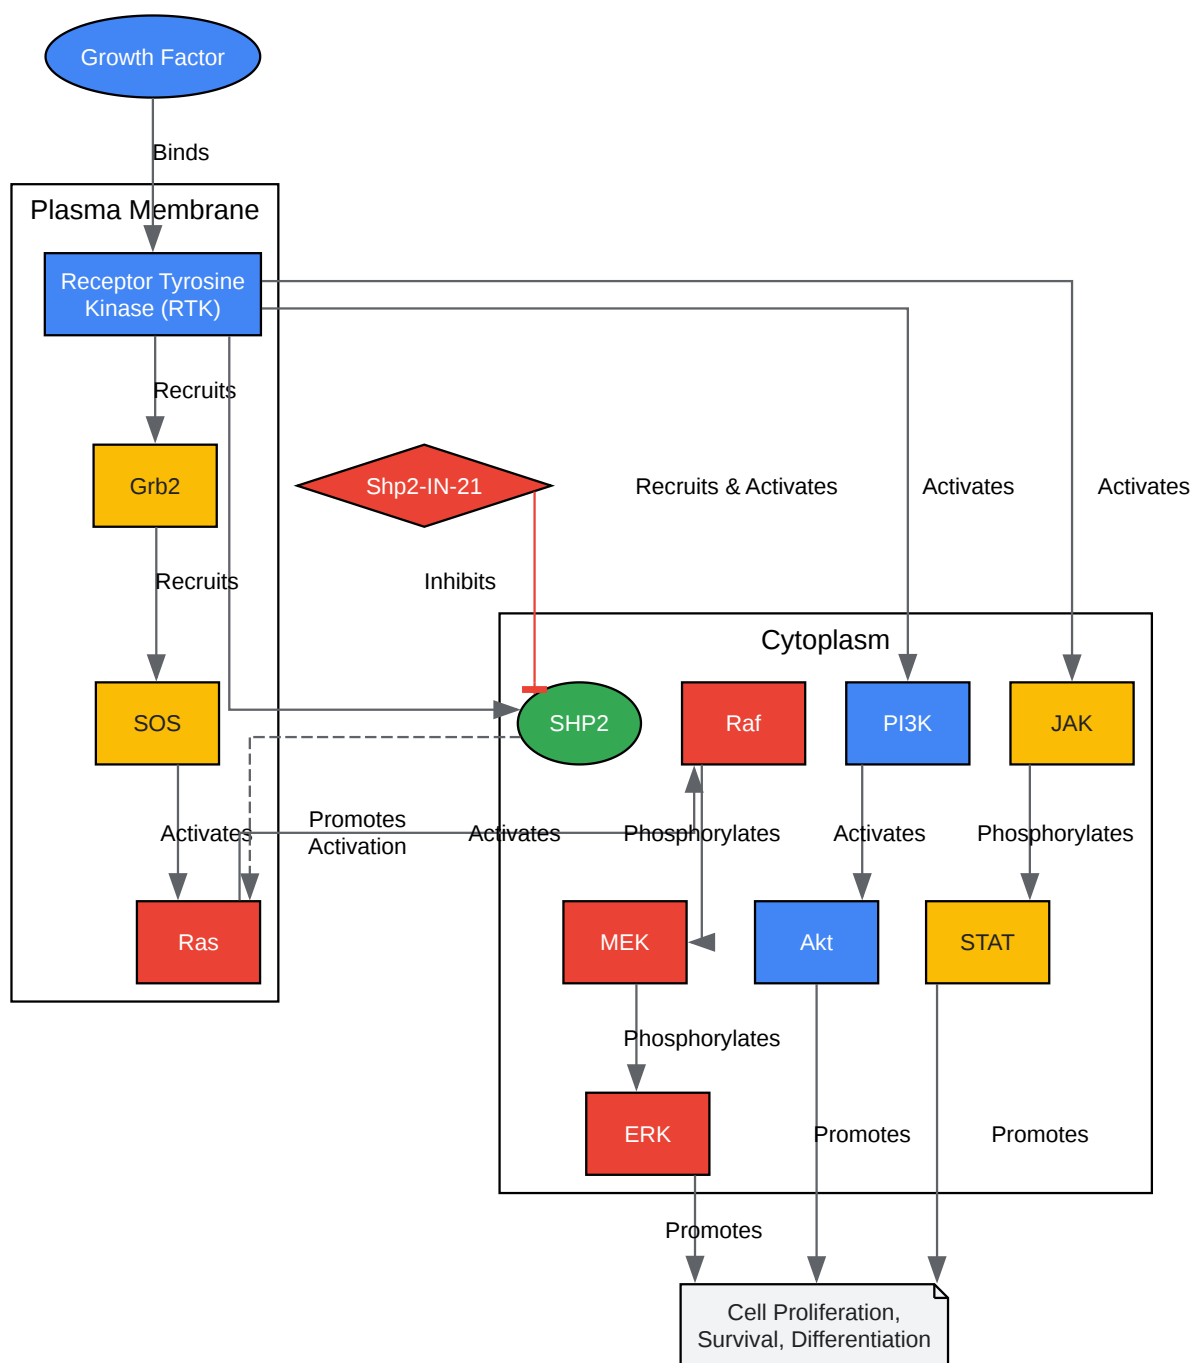 Growth Factor
Binds
Plasma Membrane
Receptor Tyrosine
Kinase (RTK)
Recruits
Grb2
Shp2-IN-21
Recruits & Activates
Activates
Activates
Recruits
Inhibits
Cytoplasm
SOS
SHP2
Raf
PI3K
JAK
Activates
Promotes
Activation
Activates
Phosphorylates
Activates
Phosphorylates
Ras
MEK
Akt
STAT
Phosphorylates
ERK
Promotes
Promotes
Promotes
Cell Proliferation,
Survival, Differentiation